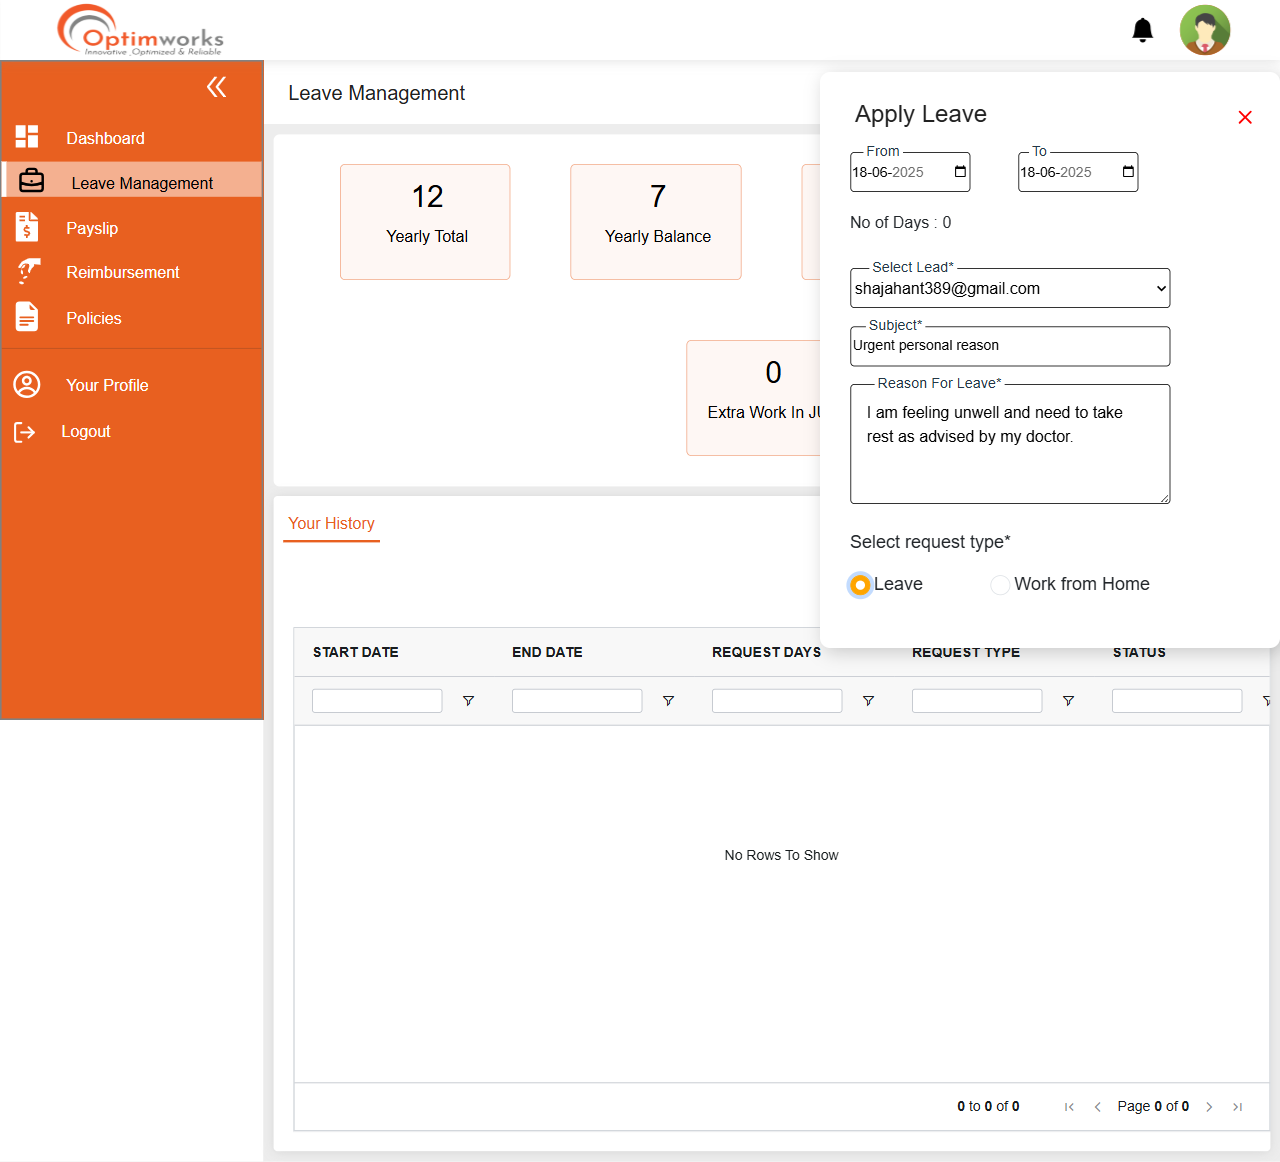 Optimworks
Innovative ,Optimized & Reliable
Dashboard
Leave Management
Payslip
Reimbursement
Policies
Your Profile
Logout
Leave Management
12
Yearly Total
7
Yearly Balance
0
Extra Work In JU
Your History
START DATE
END DATE
REQUEST DAYS
REQUEST TYPE
STATUS
No Rows To Show
0 to 0 of 0
Page 0 of 0
Apply Leave
From
18-06-2025
To
18-06-2025
No of Days : 0
Select Lead*
shajahant389@gmail.com
Subject*
Urgent personal reason
Reason For Leave*
I am feeling unwell and need to take
rest as advised by my doctor.
Select request type*
Leave
Work from Home